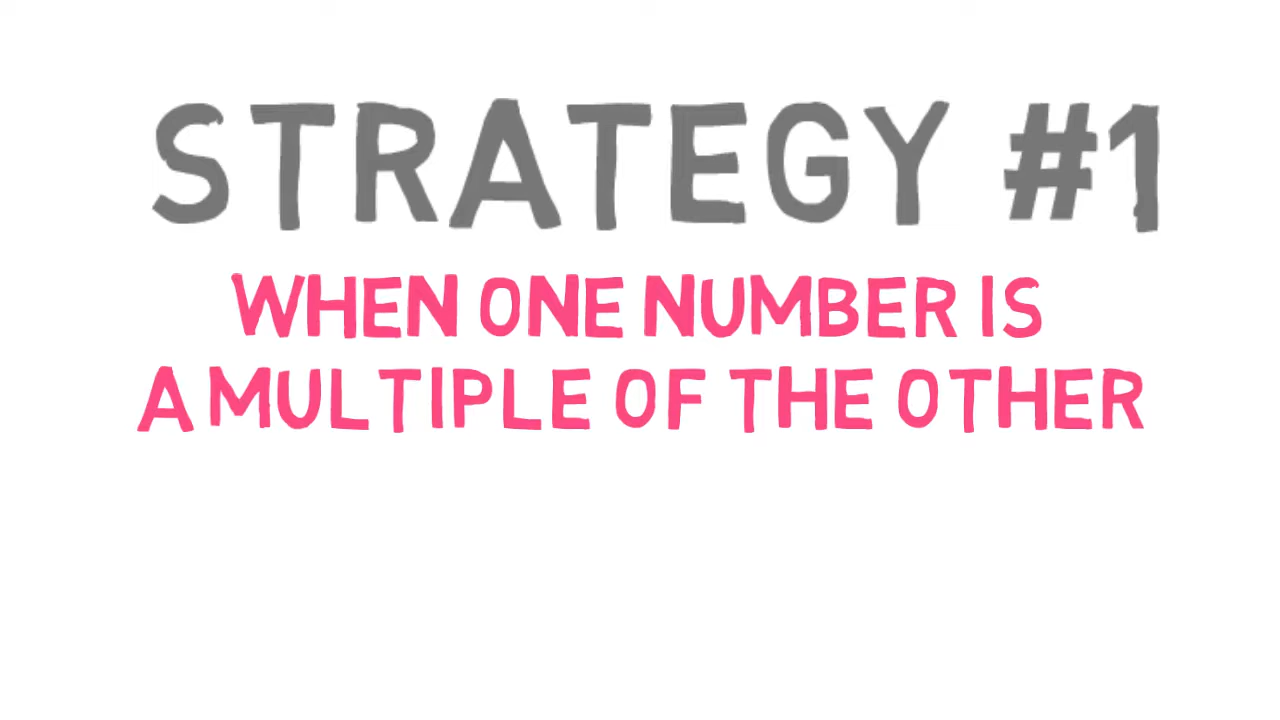 STRATEGY #1
WHEN ONE NUMBER IS
A MULTIPLE OF THE OTHER